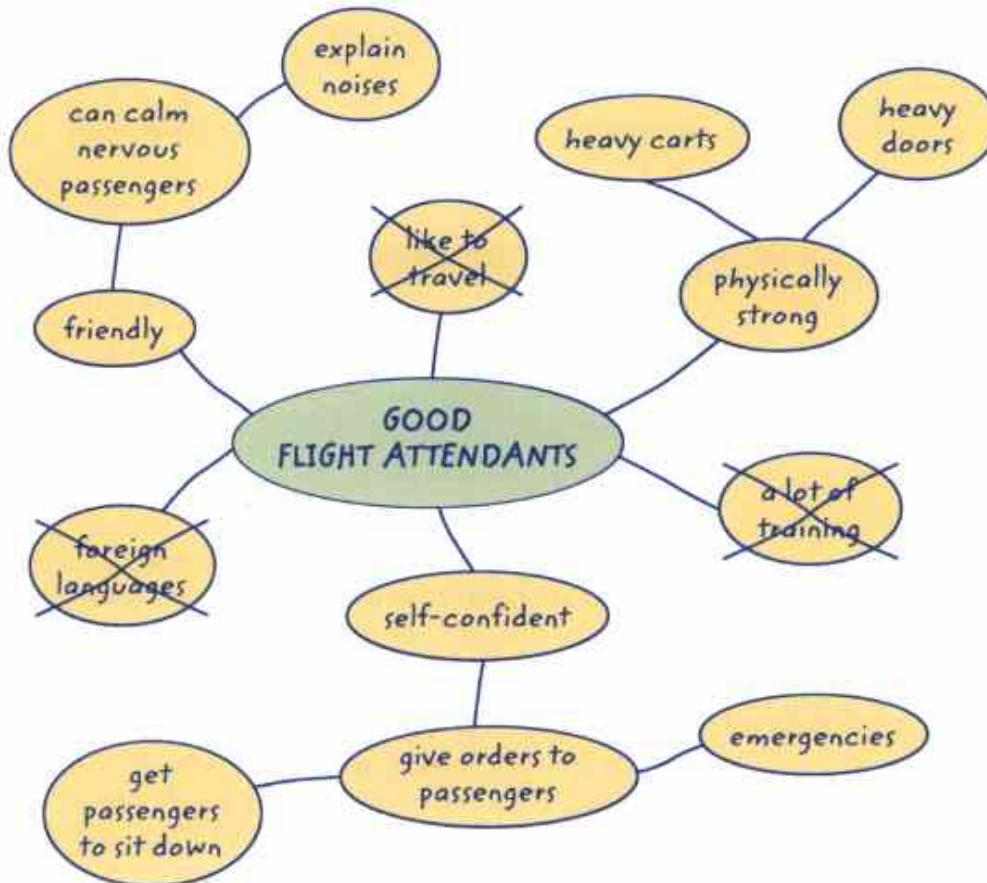 explain
noises
can calm
nervous
passengers
heavy carts
heavy
doors
like to
travel
physically
strong
friendly
GOOD
FLIGHT ATTENDANTS
a lot of
training
foreign
languages
self-confident
give orders to
passengers
emergencies
get
passengers
to sit down